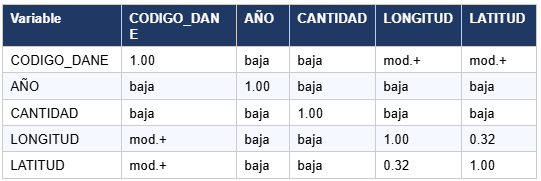 Variable CODIGO_DAN AÑO CANTIDAD LONGITUD LATITUD
E
CODIGO_DANE 1.00 baja baja mod.+ mod.+
AÑO baja 1.00 baja baja baja
CANTIDAD baja baja 1.00 baja baja
LONGITUD mod.+ baja baja 1.00 0.32
LATITUD mod.+ baja baja 0.32 1.00